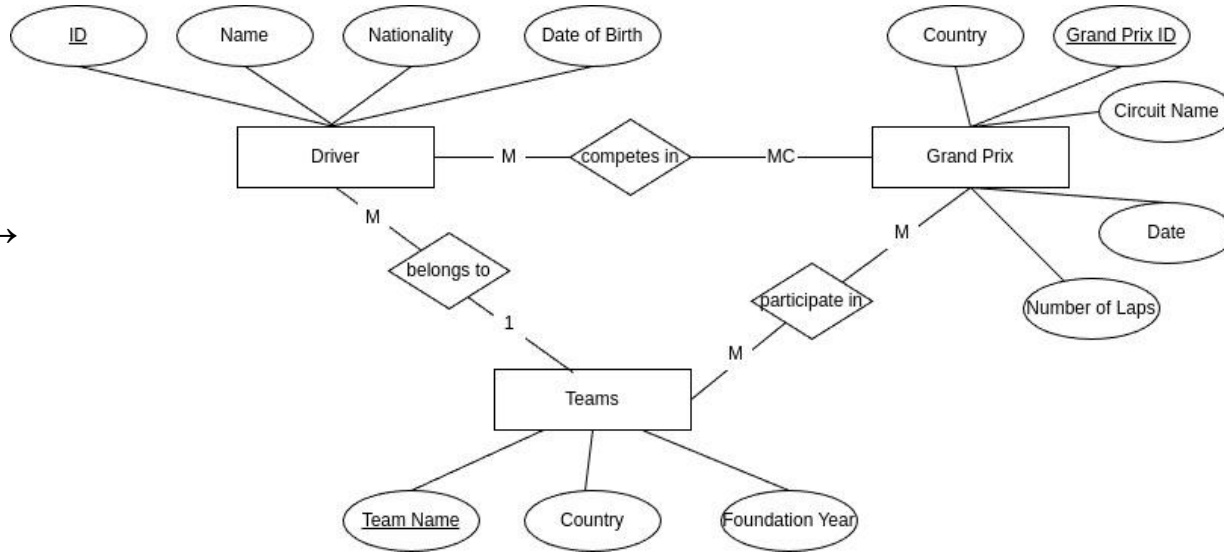 ID
Name
Nationality
Date of Birth
Country
Grand Prix ID
Circuit Name
Driver
M
competes in
MC
Grand Prix
M
M
Date
→
belongs to
participate in
Number of Laps
1
M
Teams
Team Name
Country
Foundation Year